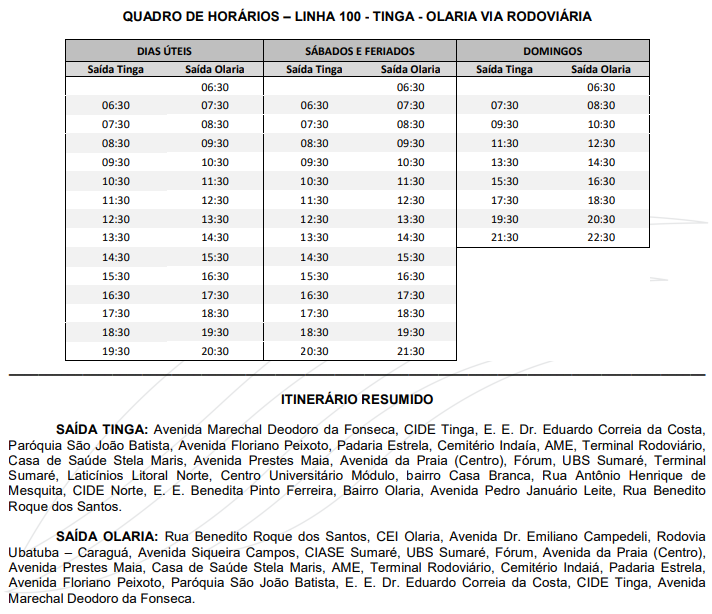 QUADRO DE HORÁRIOS – LINHA 100 - TINGA - OLARIA VIA RODOVIÁRIA
DIAS ÚTEIS SÁBADOS E FERIADOS DOMINGOS
Saída Tinga Saída Olaria Saída Tinga Saída Olaria Saída Tinga Saída Olaria
06:30 06:30 06:30
06:30 07:30 06:30 07:30 07:30 08:30
07:30 08:30 07:30 08:30 09:30 10:30
08:30 09:30 08:30 09:30 11:30 12:30
09:30 10:30 09:30 10:30 13:30 14:30
10:30 11:30 10:30 11:30 15:30 16:30
11:30 12:30 11:30 12:30 17:30 18:30
12:30 13:30 12:30 13:30 19:30 20:30
13:30 14:30 13:30 14:30 21:30 22:30
14:30 15:30 14:30 15:30
15:30 16:30 15:30 16:30
16:30 17:30 16:30 17:30
17:30 18:30 17:30 18:30
18:30 19:30 18:30 19:30
19:30 20:30 20:30 21:30
ITINERÁRIO RESUMIDO
SAÍDA TINGA: Avenida Marechal Deodoro da Fonseca, CIDE Tinga, E. E. Dr. Eduardo Correia da Costa,
Paróquia São João Batista, Avenida Floriano Peixoto, Padaria Estrela, Cemitério Indaía, AME, Terminal Rodoviário,
Casa de Saúde Stela Maris, Avenida Prestes Maia, Avenida da Praia (Centro), Fórum, UBS Sumaré, Terminal
Sumaré, Laticínios Litoral Norte, Centro Universitário Módulo, bairro Casa Branca, Rua Antônio Henrique de
Mesquita, CIDE Norte, E. E. Benedita Pinto Ferreira, Bairro Olaria, Avenida Pedro Januário Leite, Rua Benedito
Roque dos Santos.
SAÍDA OLARIA: Rua Benedito Roque dos Santos, CEI Olaria, Avenida Dr. Emiliano Campedeli, Rodovia
Ubatuba – Caraguá, Avenida Siqueira Campos, CIASE Sumaré, UBS Sumaré, Fórum, Avenida da Praia (Centro),
Avenida Prestes Maia, Casa de Saúde Stela Maris, AME, Terminal Rodoviário, Cemitério Indaiá, Padaria Estrela,
Avenida Floriano Peixoto, Paróquia São João Batista, E. E. Dr. Eduardo Correia da Costa, CIDE Tinga, Avenida
Marechal Deodoro da Fonseca.